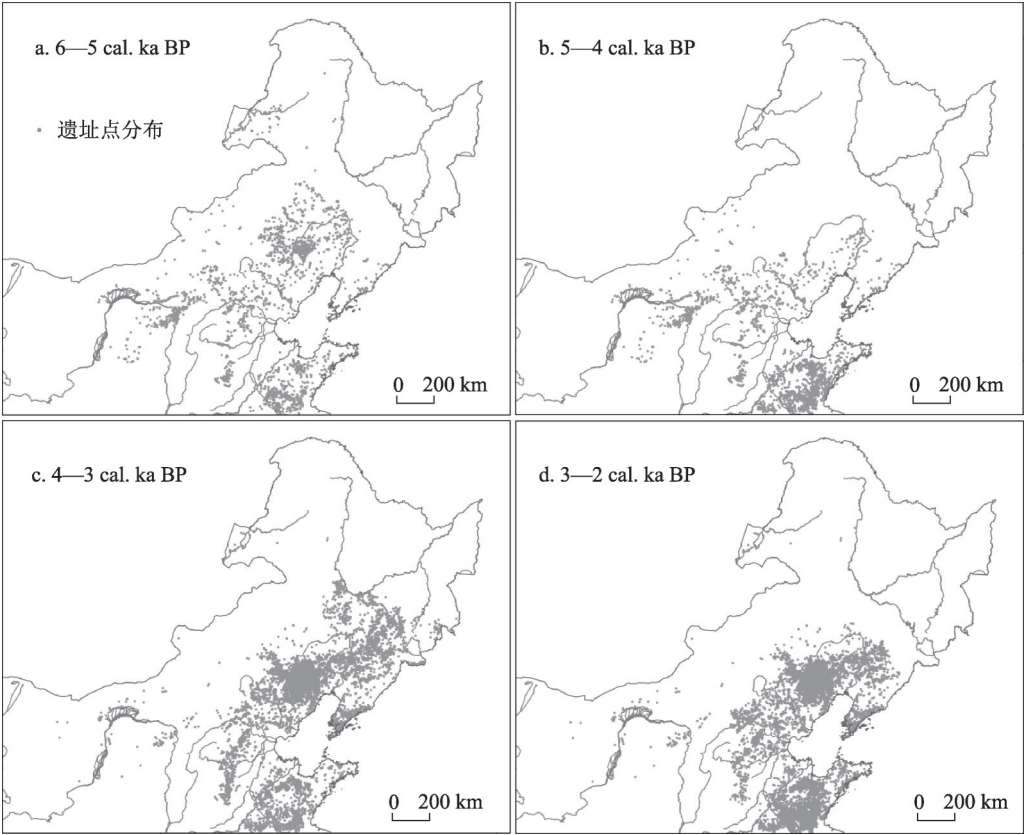 a. 6—5 cal. ka BP
遗址点分布
0 200 km
b. 5—4 cal. ka BP
0 200 km
c. 4—3 cal. ka BP
0 200 km
d. 3—2 cal. ka BP
0 200 km